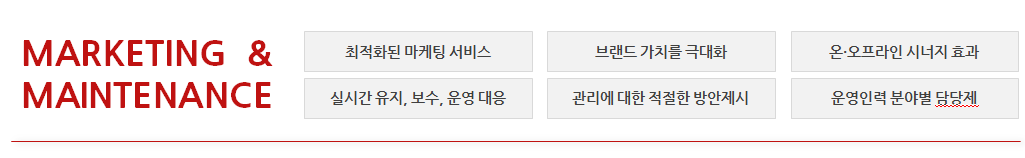 MARKETING &
MAINTENANCE
최적화된 마케팅 서비스
브랜드 가치를 극대화
온·오프라인 시너지 효과
실시간 유지, 보수, 운영 대응
관리에 대한 적절한 방안제시
운영인력 분야별 담당제